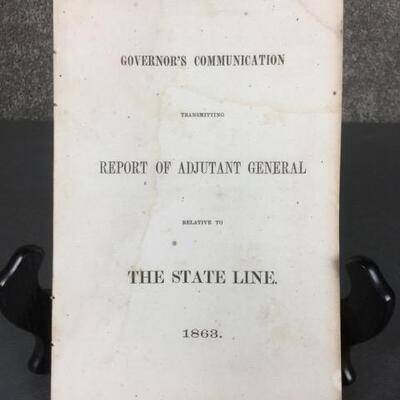 GOVERNOR'S COMMUNICATION
TRANSMITTING
REPORT OF ADJUTANT GENERAL
RELATIVE TO
THE STATE LINE.
1863.